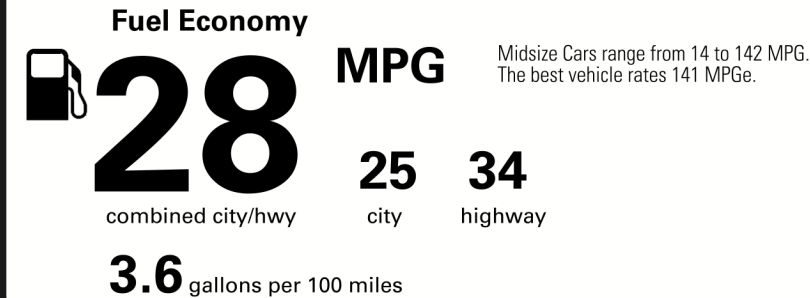 Fuel Economy
28 MPG
Midsize Cars range from 14 to 142 MPG.
The best vehicle rates 141 MPGe.
25 34
combined city/hwy city highway
3.6 gallons per 100 miles